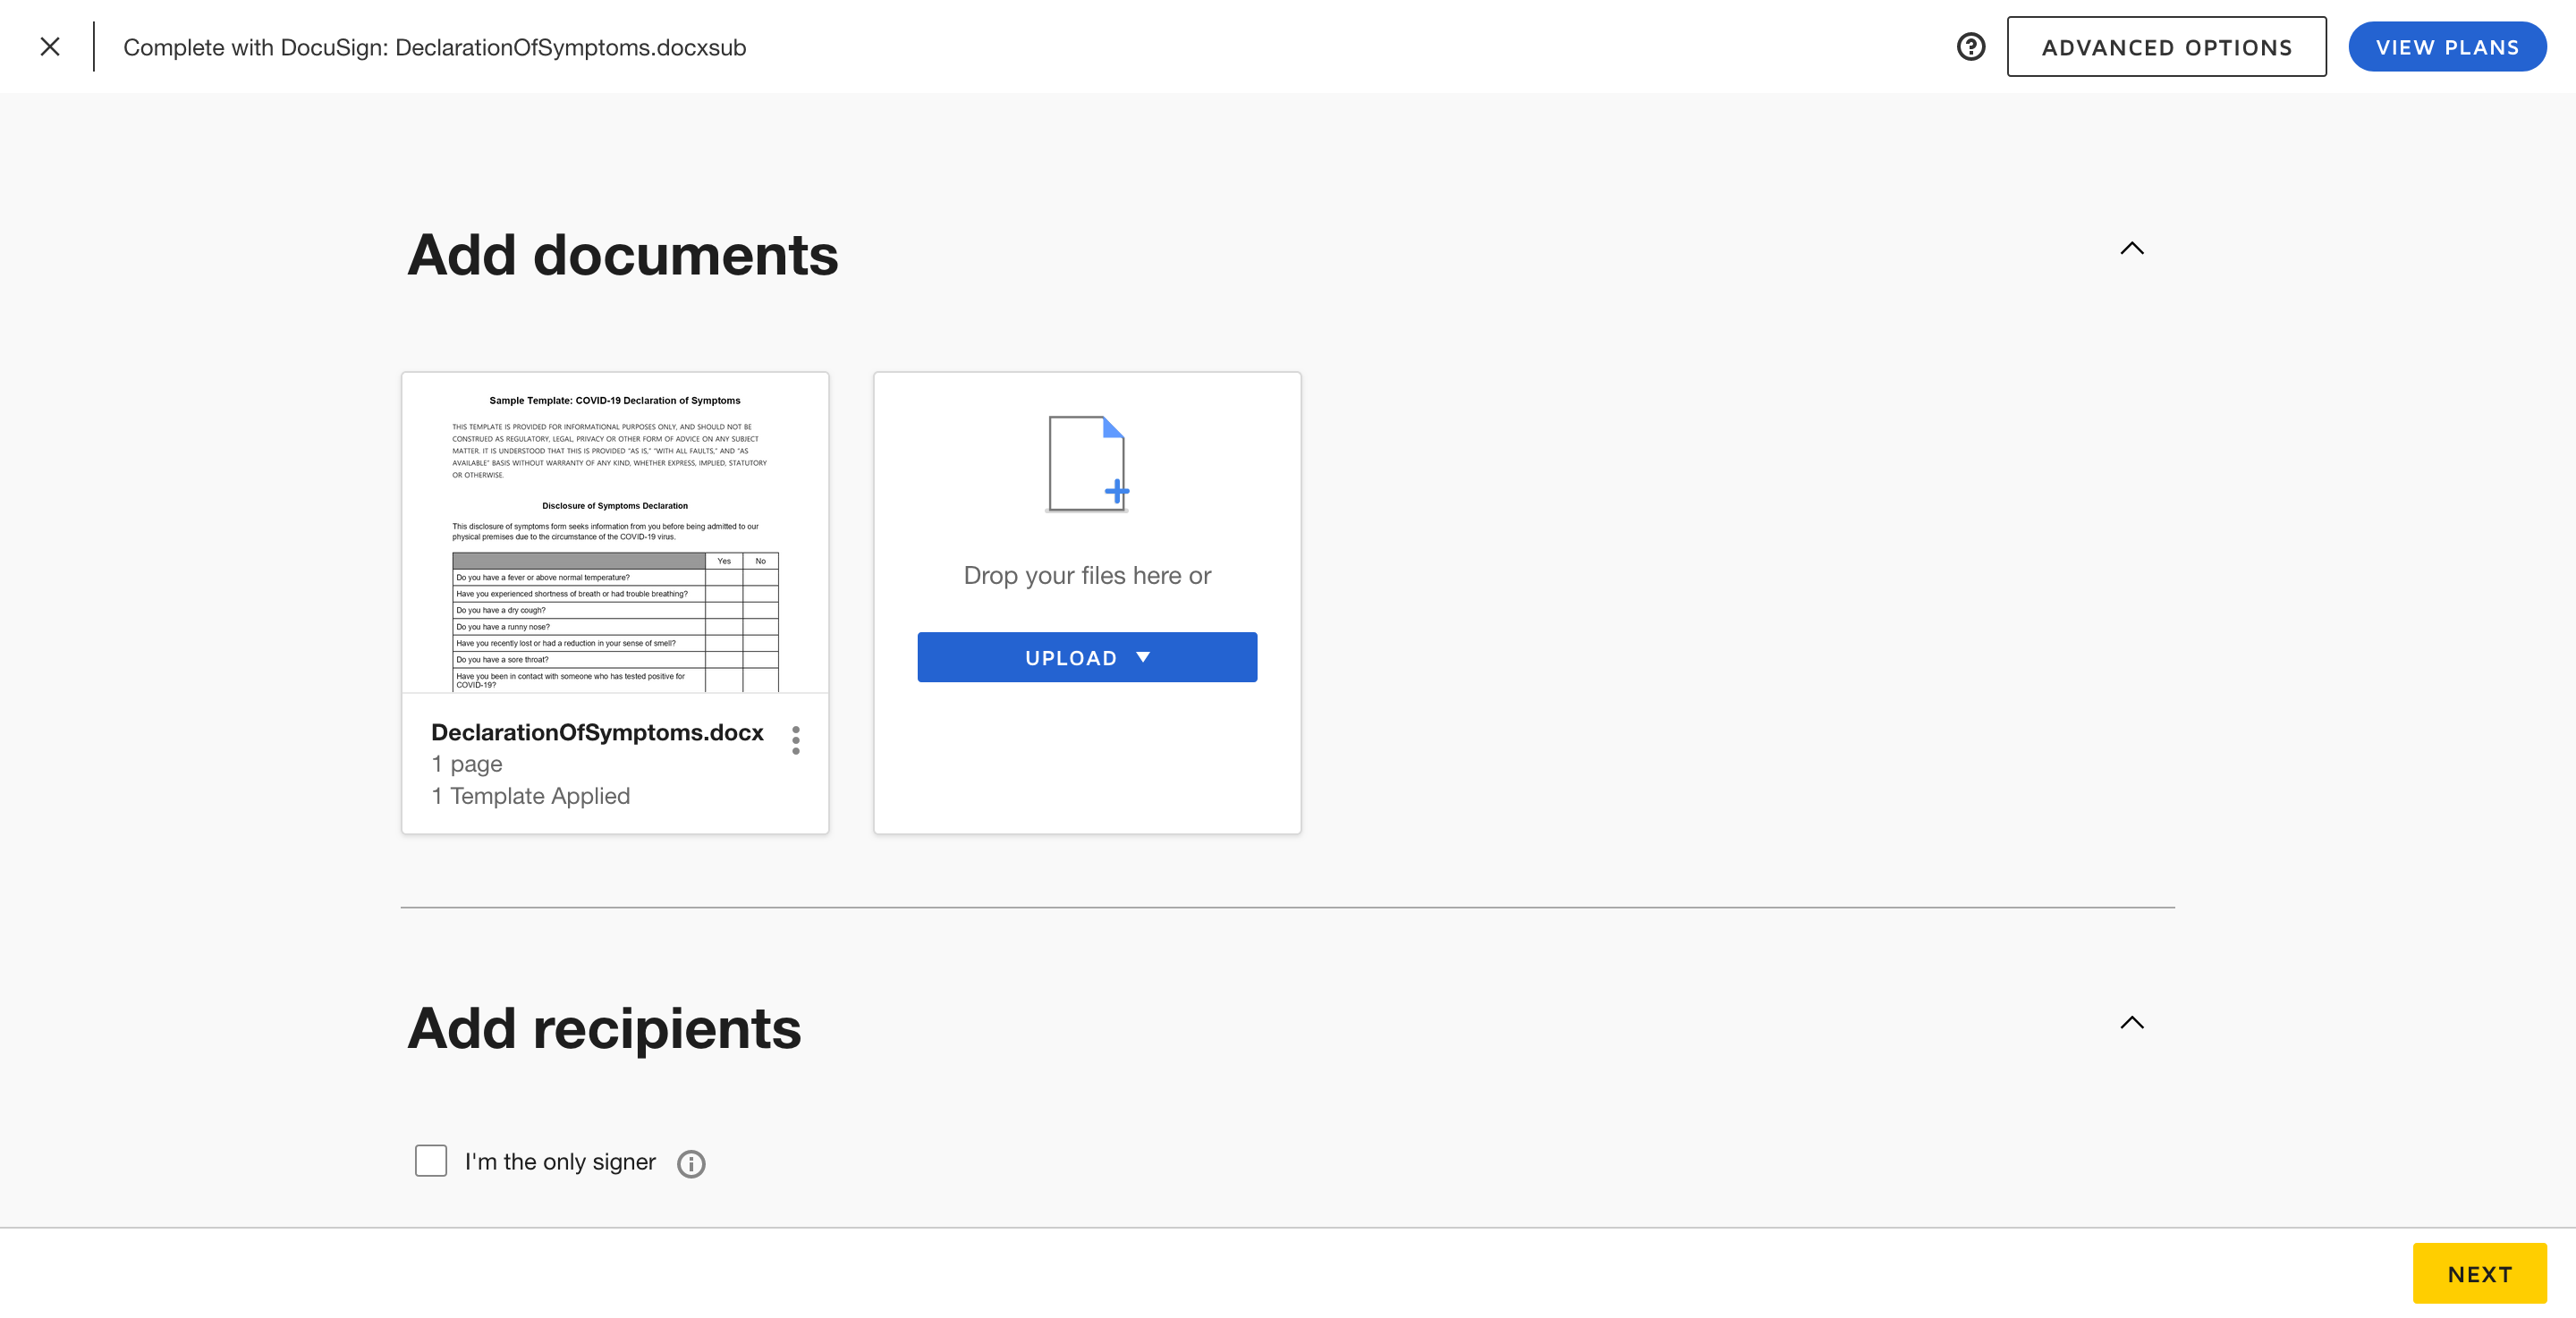 Complete with DocuSign: DeclarationOfSymptoms.docxsub
ADVANCED OPTIONS
VIEW PLANS
Add documents
Sample Template: COVID-19 Declaration of Symptoms
THIS TEMPLATE IS PROVIDED FOR INFORMATIONAL PURPOSES ONLY, AND SHOULD NOT BE
CONSTRUED AS REGULATORY, LEGAL, PRIVACY OR OTHER FORM OF ADVICE ON ANY SUBJECT
MATTER. IT IS UNDERSTOOD THAT THIS IS PROVIDED "AS IS," "WITH ALL FAULTS," AND "AS
AVAILABLE" BASIS WITHOUT WARRANTY OF ANY KIND, WHETHER EXPRESS, IMPLIED, STATUTORY
OR OTHERWISE.
Disclosure of Symptoms Declaration
This disclosure of symptoms form seeks information from you before being admitted to our
physical premises due to the circumstance of the COVID-19 virus.
Yes No
Do you have a fever or above normal temperature?
Have you experienced shortness of breath or had trouble breathing?
Do you have a dry cough?
Do you have a runny nose?
Have you recently lost or had a reduction in your sense of smell?
Do you have a sore throat?
Have you been in contact with someone who has tested positive for
COVID-19?
DeclarationOfSymptoms.docx
1 page
1 Template Applied
Drop your files here or
UPLOAD
Add recipients
I'm the only signer
NEXT